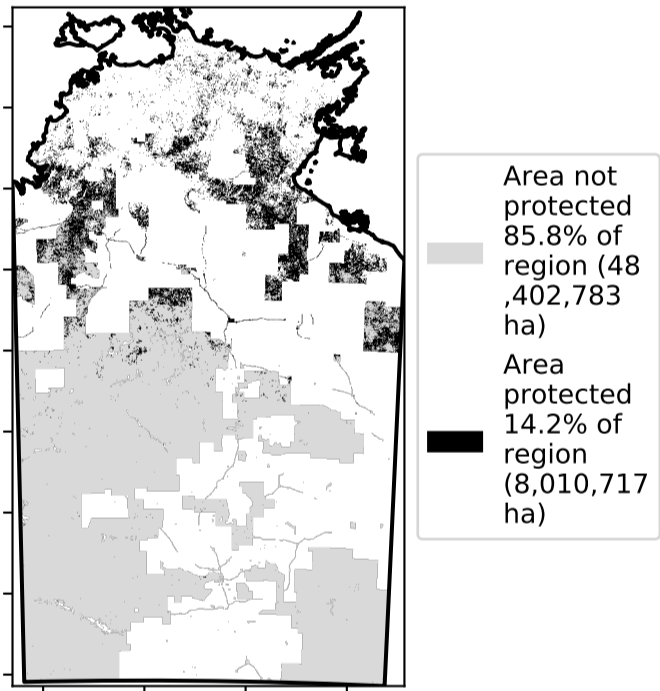 Area not
protected
85.8% of
region (48
,402,783
ha)
Area
protected
14.2% of
region
(8,010,717
ha)